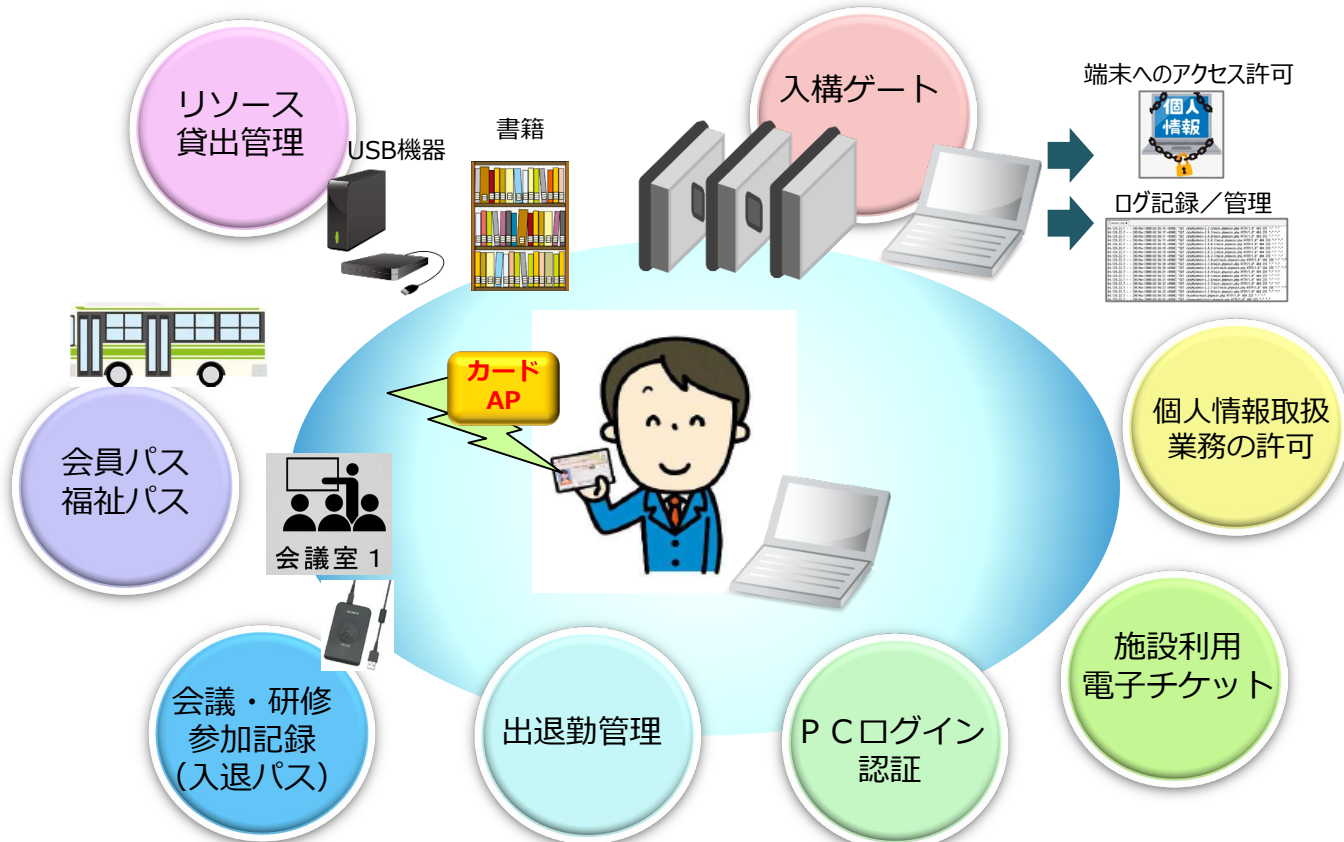 リソース
貸出管理
USB機器
書籍
入構ゲート
端末へのアクセス許可
個人
情報
ログ記録／管理
カード
AP
会員パス
福祉パス
会議室 1
個人情報取扱
業務の許可
施設利用
電子チケット
会議・研修
参加記録
（入退パス）
出退勤管理
ＰＣログイン
認証